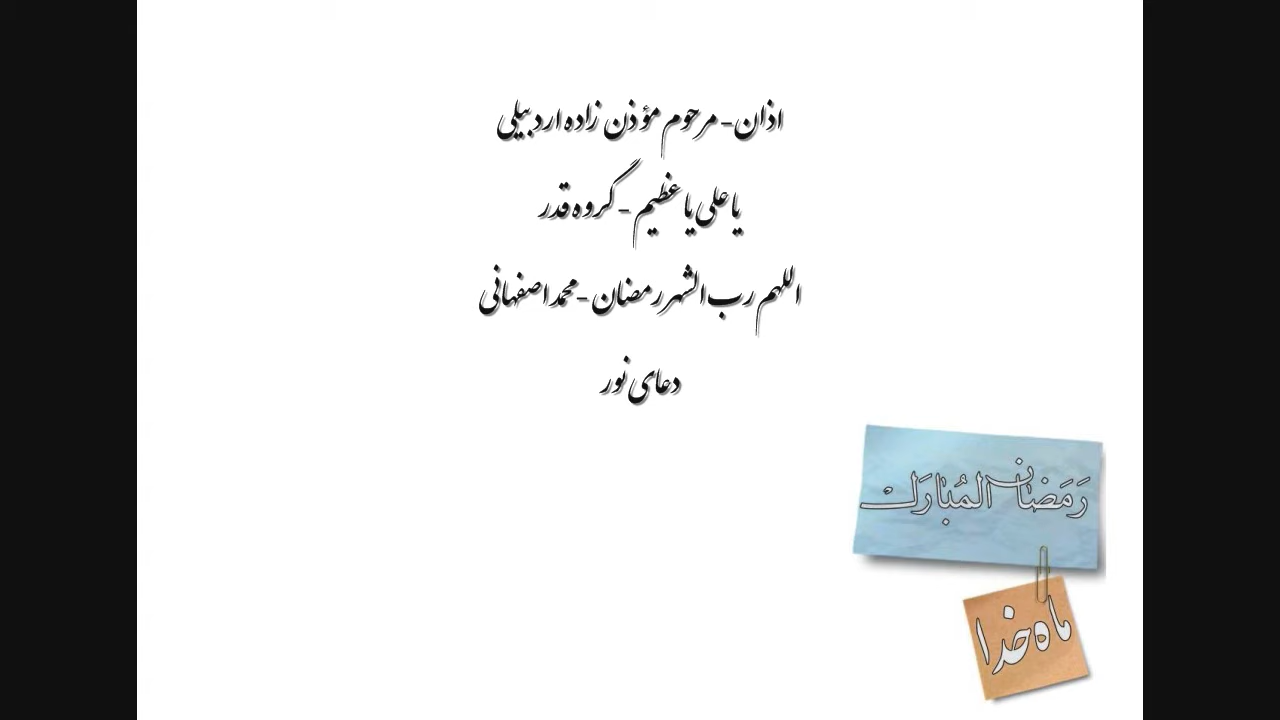 اذان - مرحوم مؤذن زاده اردبیلی
یا علی یا عظیم - گروه قدر
اللهم رب الشهر رمضان - محمد اصفهانی
دعای نور
رَمَضان المُبارَك
ماه خدا